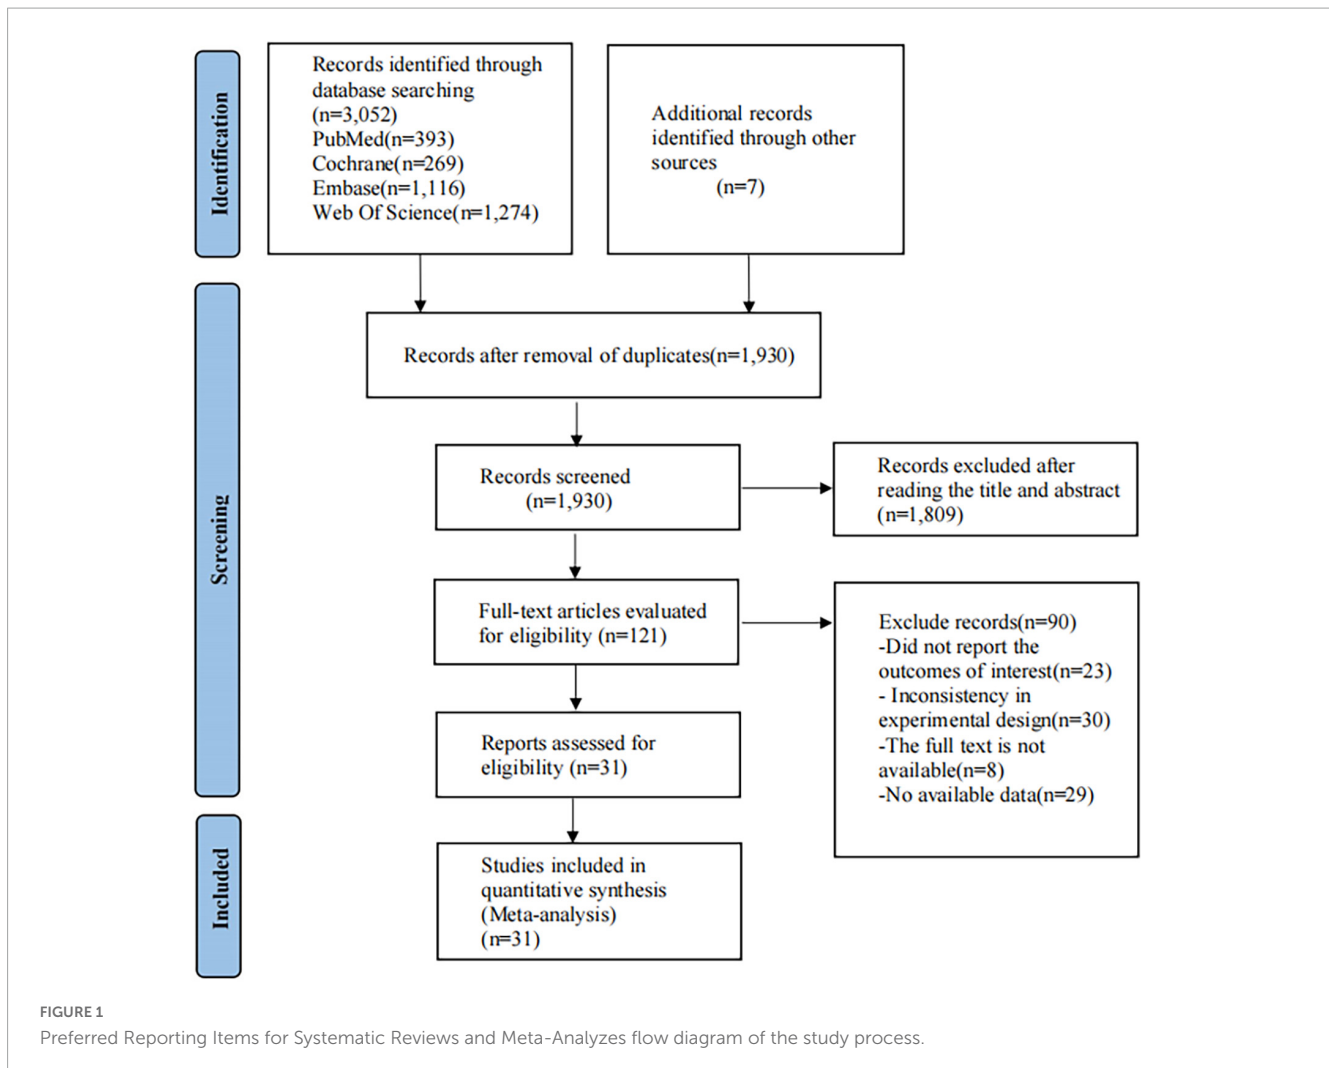 Identification
Records identified through
database searching
(n=3,052)
PubMed(n=393)
Cochrane(n=269)
Embase(n=1,116)
Web Of Science(n=1,274)
Additional records
identified through other
sources
(n=7)
Screening
Records after removal of duplicates(n=1,930)
Records screened
(n=1,930)
Records excluded after
reading the title and abstract
(n=1,809)
Full-text articles evaluated
for eligibility (n=121)
Exclude records(n=90)
-Did not report the
outcomes of interest(n=23)
- Inconsistency in
experimental design(n=30)
-The full text is not
available(n=8)
-No available data(n=29)
Reports assessed for
eligibility (n=31)
Included
Studies included in
quantitative synthesis
(Meta-analysis)
(n=31)
FIGURE 1
Preferred Reporting Items for Systematic Reviews and Meta-Analyzes flow diagram of the study process.